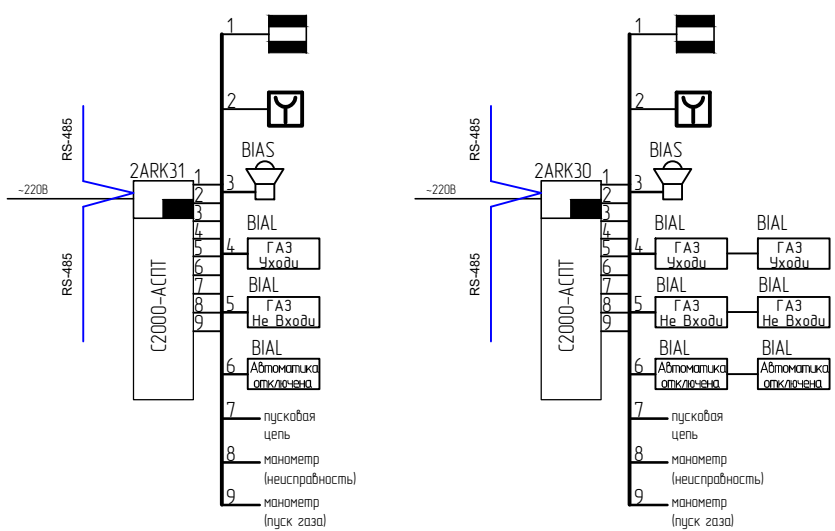 1
2
BIAS
2ARK31
RS-485
~220В
RS-485
С2000-АСПТ
1
2
3
4
5
6
7
8
9
3
BIAL
4
ГАЗ
Уходи
BIAL
5
ГАЗ
Не Входи
BIAL
6
Автоматика
отключена
7
пусковая
цепь
8
манометр
(неисправность)
9
манометр
(пуск газа)
1
2
BIAS
2ARK30
RS-485
~220В
RS-485
С2000-АСПТ
1
2
3
4
5
6
7
8
9
3
BIAL
BIAL
4
ГАЗ
Уходи
ГАЗ
Уходи
BIAL
BIAL
5
ГАЗ
Не Входи
ГАЗ
Не Входи
BIAL
BIAL
6
Автоматика
отключена
Автоматика
отключена
7
пусковая
цепь
8
манометр
(неисправность)
9
манометр
(пуск газа)